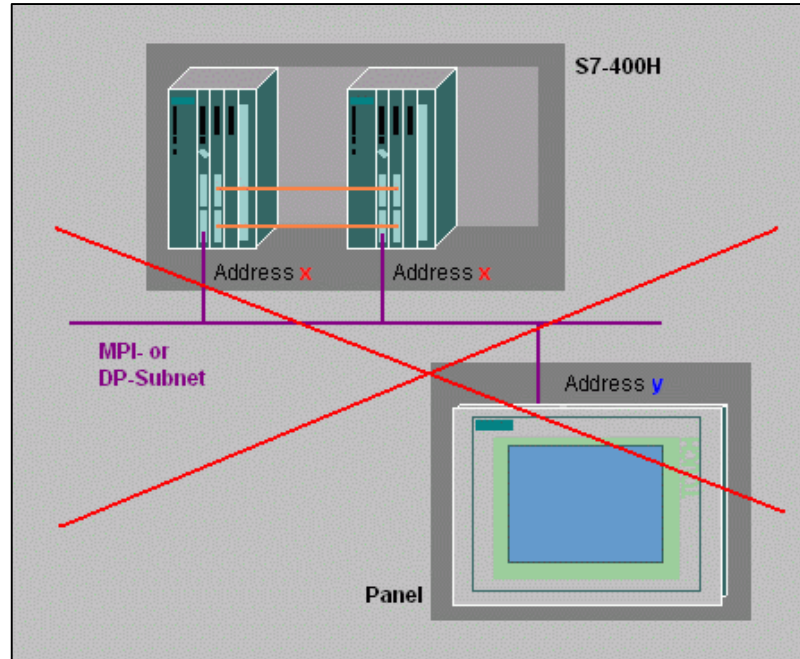 S7-400H
Address x
Address x
MPI- or
DP-Subnet
Address y
Panel